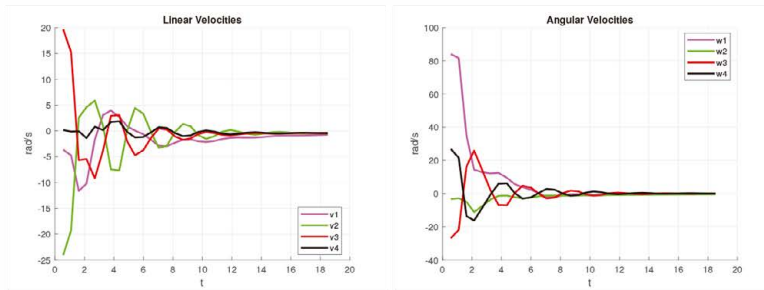 Linear Velocities
20
15
10
5
0
-5
-10
-15
-20
-25
rad/s
0 2 4 6 8 10 12 14 16 18 20
t
v1
v2
v3
v4
Angular Velocities
100
80
60
40
20
0
-20
-40
rad/s
0 2 4 6 8 10 12 14 16 18 20
t
w1
w2
w3
w4